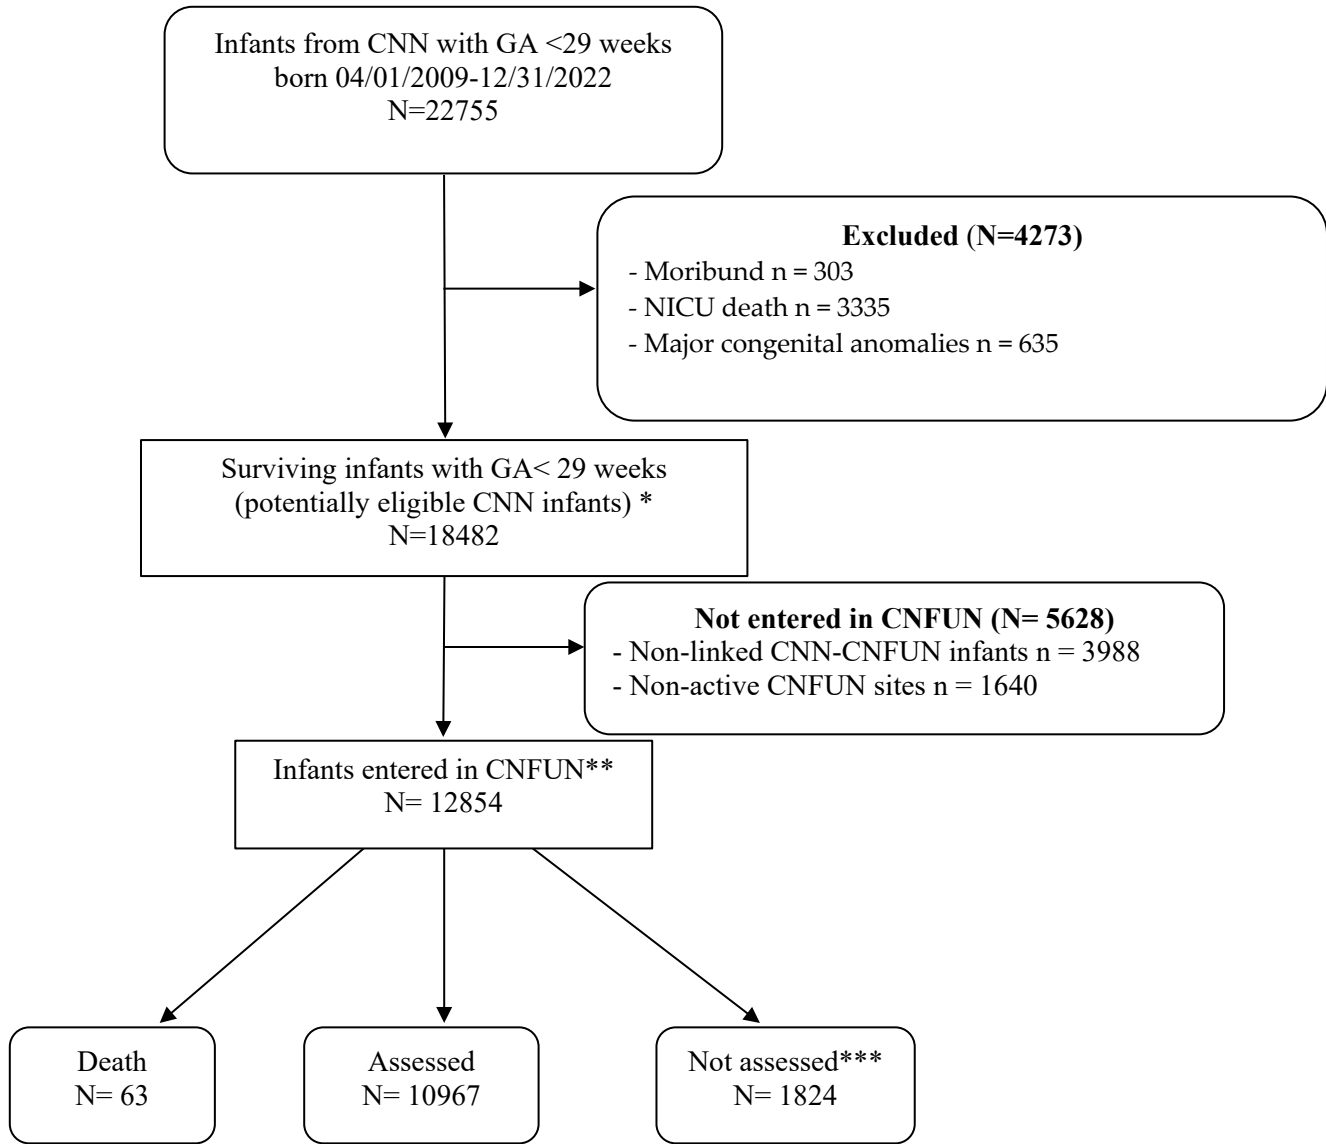 Infants from CNN with GA <29 weeks
born 04/01/2009-12/31/2022
N=22755
Excluded (N=4273)
- Moribund n = 303
- NICU death n = 3335
- Major congenital anomalies n = 635
Surviving infants with GA< 29 weeks
(potentially eligible CNN infants) *
N=18482
Not entered in CNFUN (N= 5628)
- Non-linked CNN-CNFUN infants n = 3988
- Non-active CNFUN sites n = 1640
Infants entered in CNFUN**
N= 12854
Death
N= 63
Assessed
N= 10967
Not assessed***
N= 1824